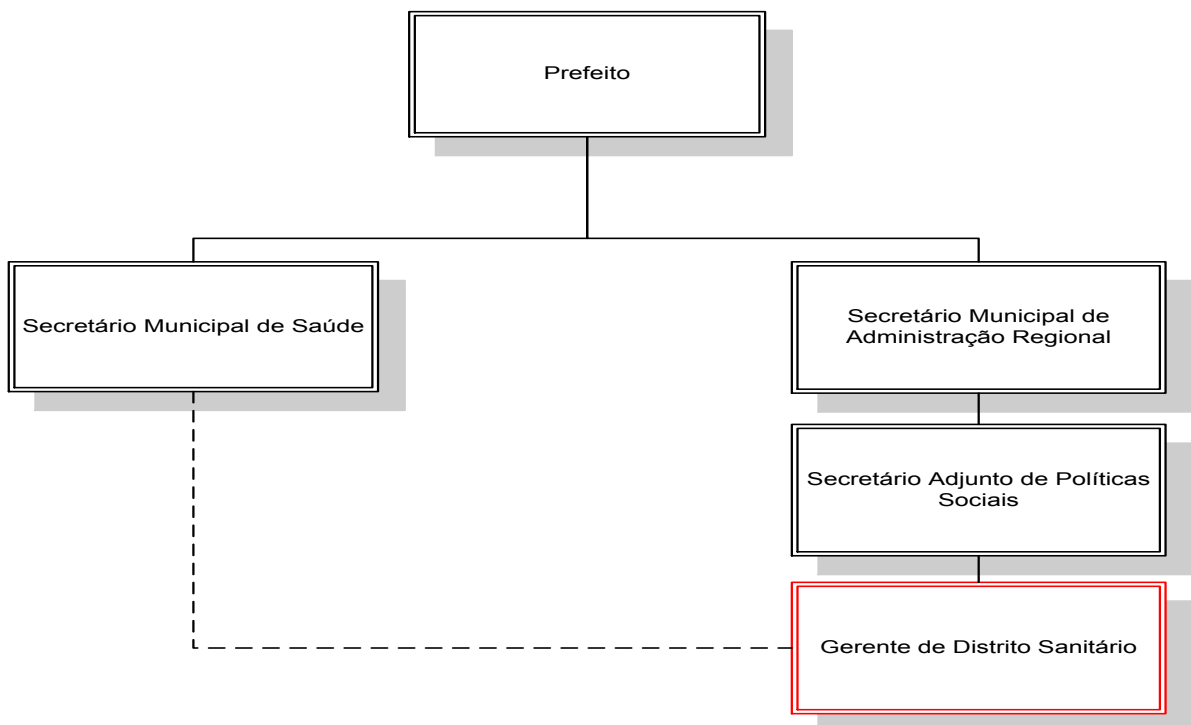 Prefeito
Secretário Municipal de Saúde
Secretário Municipal de
Administração Regional
Secretário Adjunto de Políticas
Sociais
Gerente de Distrito Sanitário